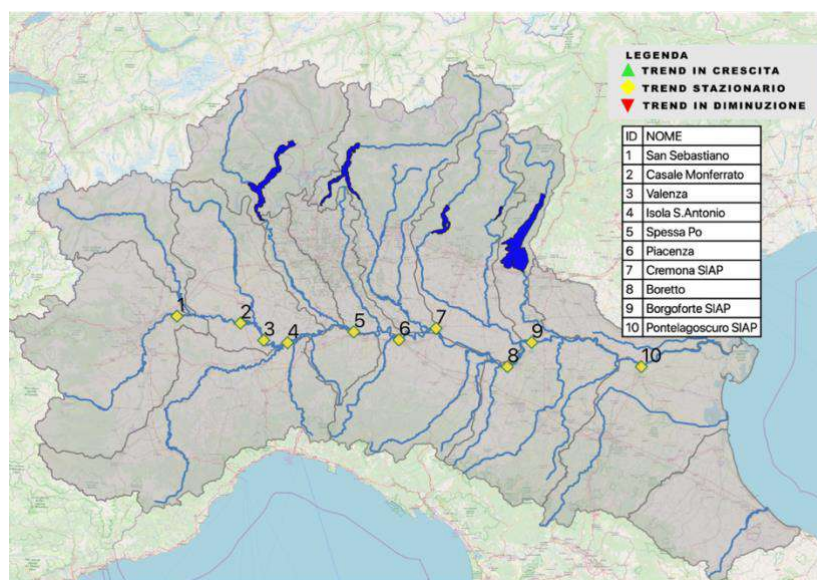 LEGENDA
TREND IN CRESCITA
TREND STAZIONARIO
TREND IN DIMINUZIONE
ID NOME
1 San Sebastiano
2 Casale Monferrato
3 Valenza
4 Isola S.Antonio
5 Spessa Po
6 Piacenza
7 Cremona SIAP
8 Boretto
9 Borgoforte SIAP
10 Pontelagoscuro SIAP
1
2
3
4
5
6
7
8
9
10